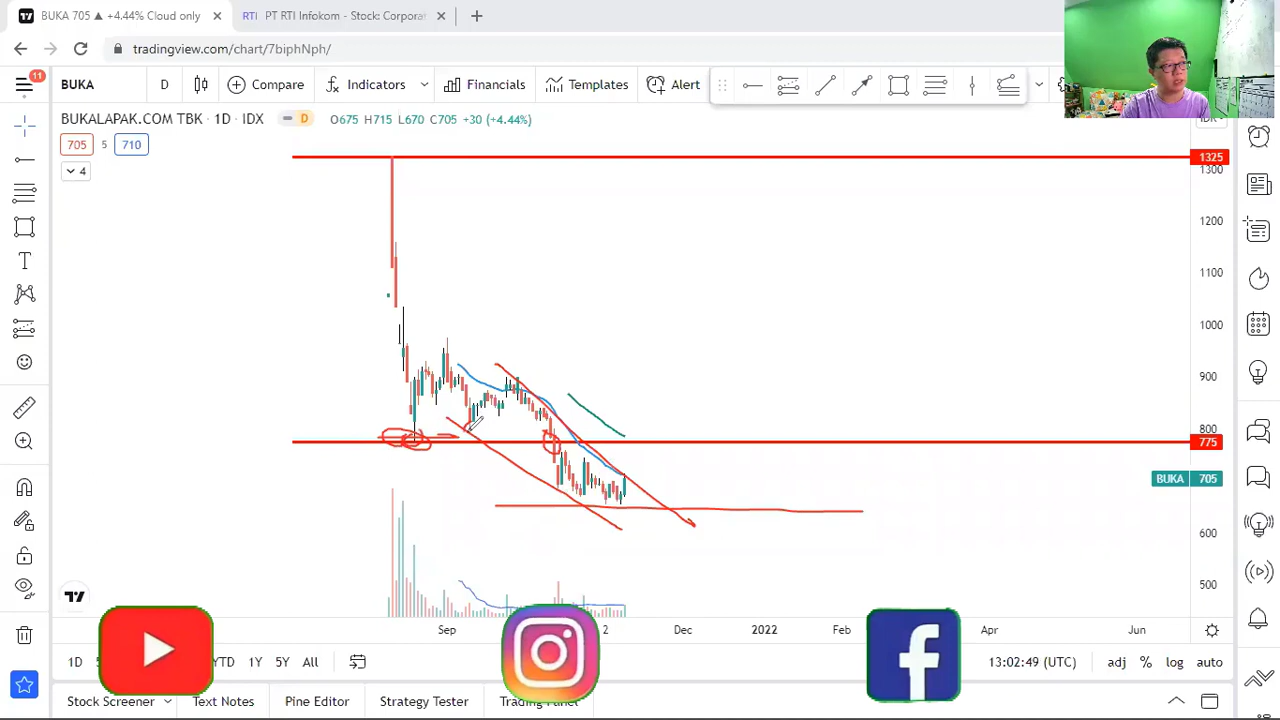 BUKA 705 ▲ +4.44% Cloud only
RTI PT RTI Infokom - Stock: Corporat
tradingview.com/chart/7biphNph/
11
BUKA D Compare Indicators Financials Templates Alert
BUKALAPAK.COM TBK · 1D · IDX D O675 H715 L670 C705 +30 (+4.44%)
705 5 710
4
1325
1300
1200
1100
1000
900
800
775
BUKA 705
600
500
Sep 2 Dec 2022 Feb Apr Jun
1D YTD 1Y 5Y All 13:02:49 (UTC) adj % log auto
Stock Screener Text Notes Pine Editor Strategy Tester Trading Panel